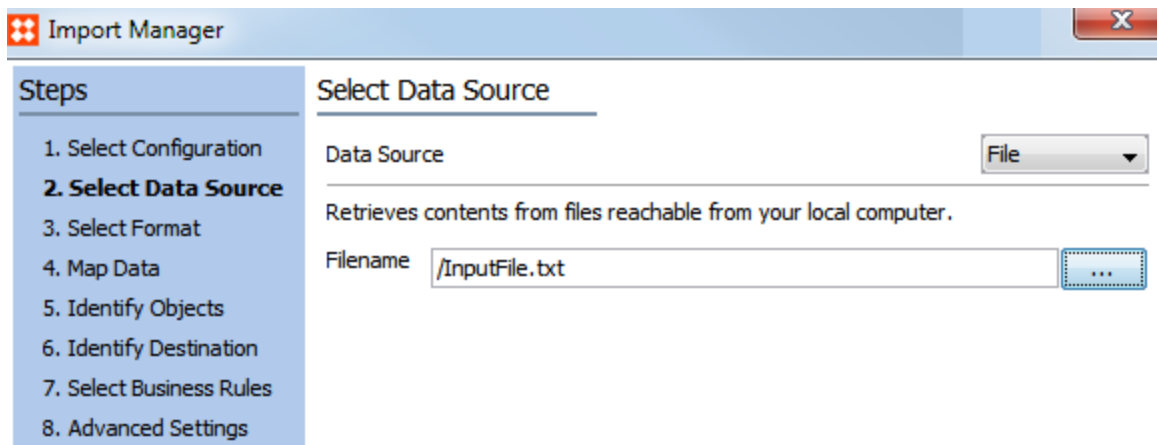 Import Manager
Steps
1. Select Configuration
2. Select Data Source
3. Select Format
4. Map Data
5. Identify Objects
6. Identify Destination
7. Select Business Rules
8. Advanced Settings
Select Data Source
Data Source File
Retrieves contents from files reachable from your local computer.
Filename /InputFile.txt ...